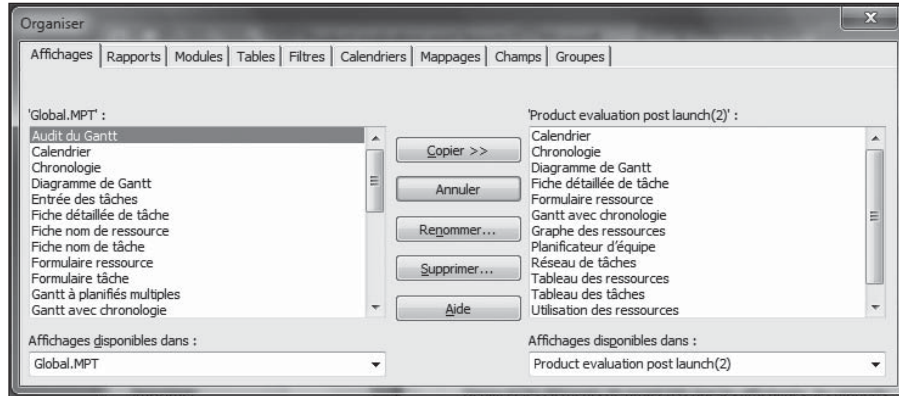 Organiser
Affichages Rapports Modules Tables Filtres Calendriers Mappages Champs Groupes
'Global.MPT' :
Audit du Gantt
Calendrier
Chronologie
Diagramme de Gantt
Entrée des tâches
Fiche détaillée de tâche
Fiche nom de ressource
Fiche nom de tâche
Formulaire ressource
Formulaire tâche
Gantt à planifiés multiples
Gantt avec chronologie
Copier >>
Annuler
Renommer...
Supprimer...
Aide
'Product evaluation post launch(2)' :
Calendrier
Chronologie
Diagramme de Gantt
Fiche détaillée de tâche
Formulaire ressource
Gantt avec chronologie
Graphe des ressources
Planificateur d'équipe
Réseau de tâches
Tableau des ressources
Tableau des tâches
Utilisation des ressources
Affichages disponibles dans :
Global.MPT
Affichages disponibles dans :
Product evaluation post launch(2)